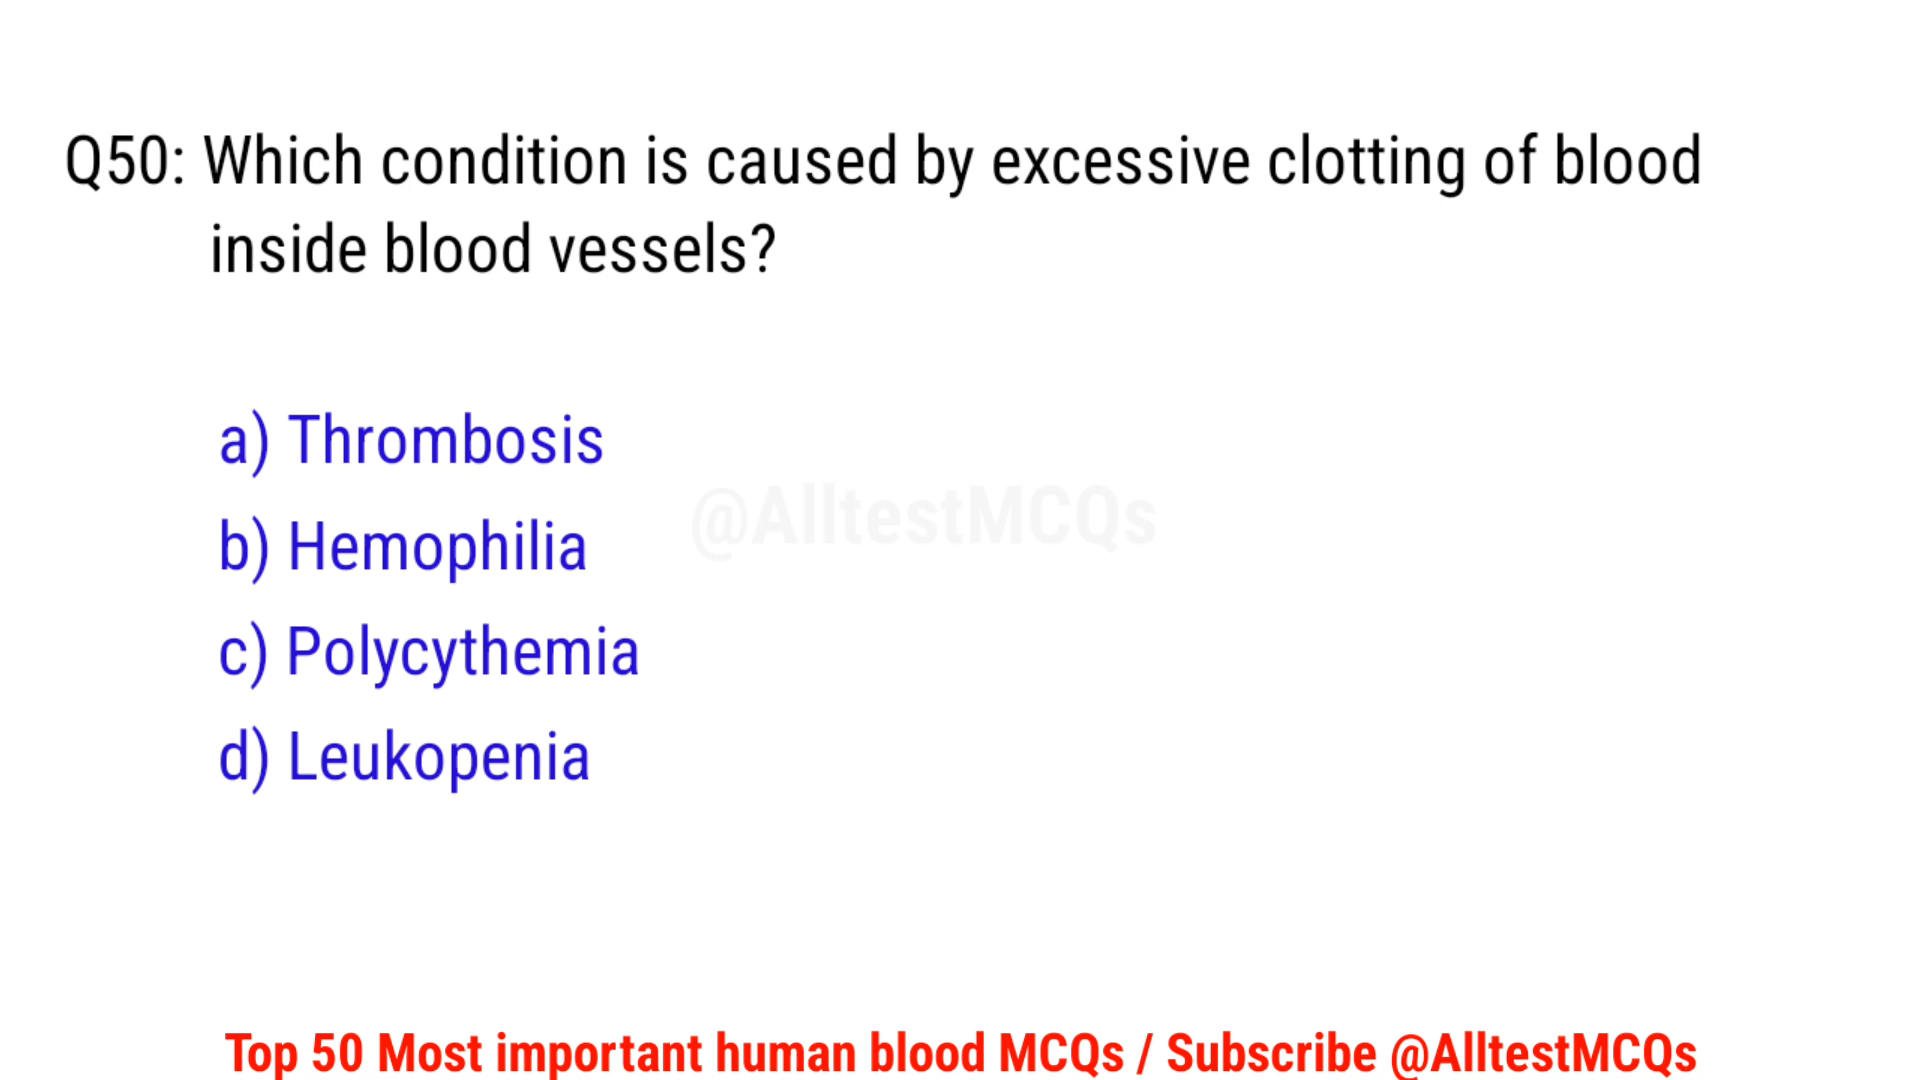 Q50: Which condition is caused by excessive clotting of blood
inside blood vessels?
a) Thrombosis
@AlltestMCQs
b) Hemophilia
c) Polycythemia
d) Leukopenia
Top 50 Most important human blood MCQs / Subscribe @AlltestMCQs